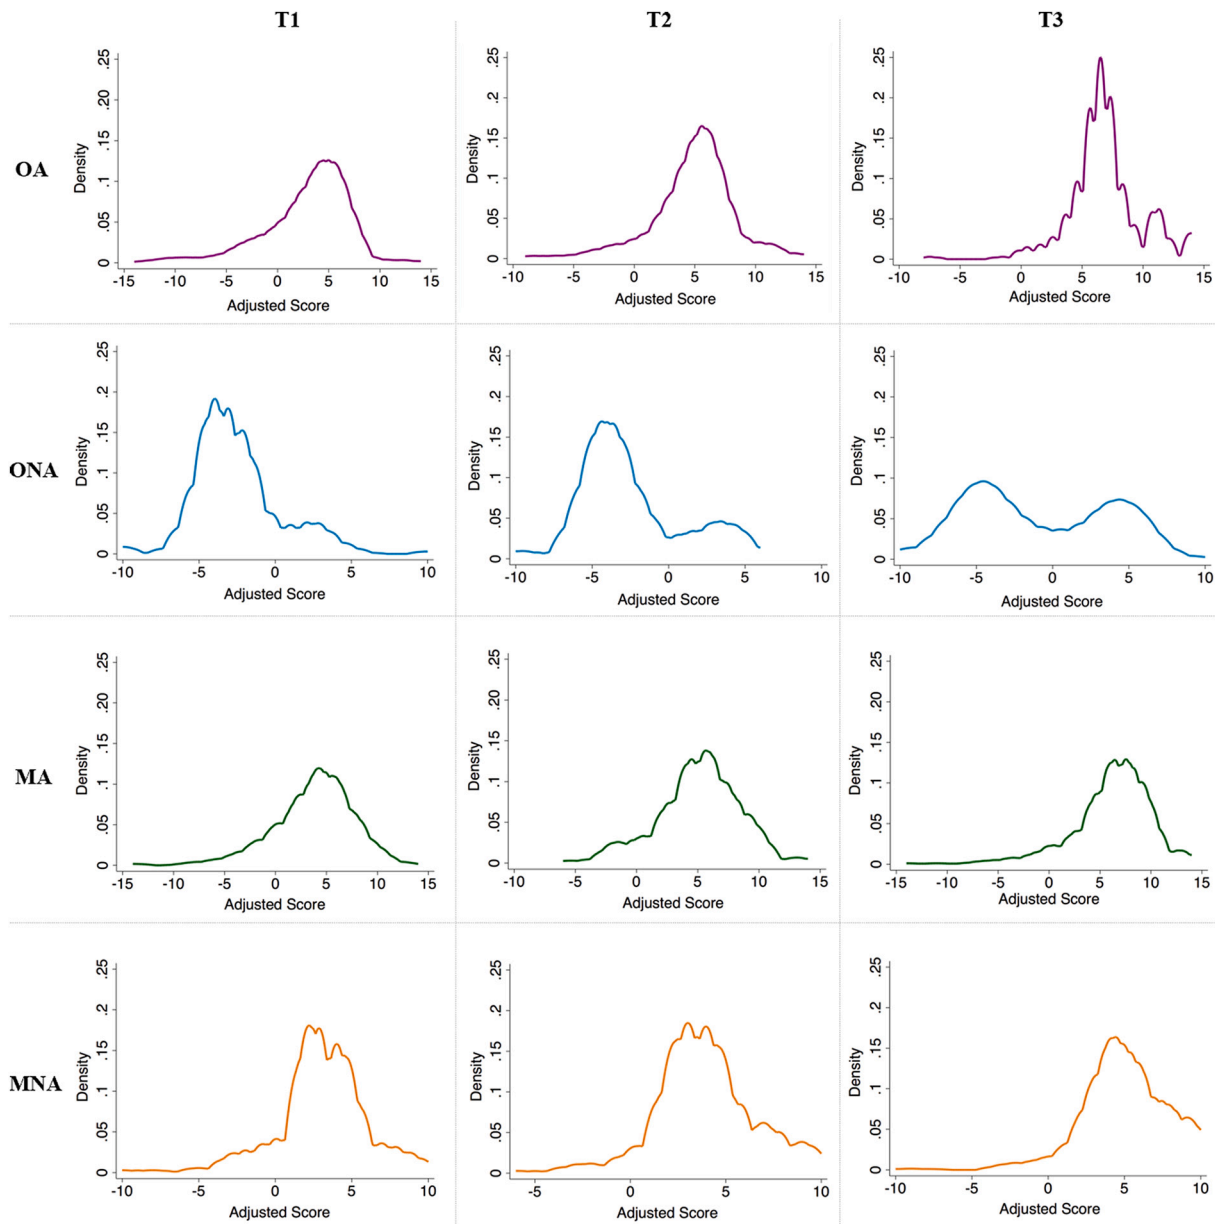 T1 T2 T3
OA
Density
0 .05 .1 .15 .20 .25
-15 -10 -5 0 5 10 15
Adjusted Score
Density
0 .05 .1 .15 .2 .25
-10 -5 0 5 10 15
Adjusted Score
Density
0 .05 .1 .15 .20 .25
-10 -5 0 5 10 15
Adjusted Score
ONA
Density
0 .05 .1 .15 .2 .25
-10 -5 0 5 10
Adjusted Score
Density
0 .05 .1 .15 .20 .25
-10 -5 0 5 10
Adjusted Score
Density
0 .05 .1 .15 .20 .25
-10 -5 0 5 10
Adjusted Score
MA
Density
0 .05 .1 .15 .20 .25
-15 -10 -5 0 5 10 15
Adjusted Score
Density
0 .05 .1 .15 .20 .25
-10 -5 0 5 10 15
Adjusted Score
Density
0 .05 .1 .15 .20 .25
-15 -10 -5 0 5 10 15
Adjusted Score
MNA
Density
0 .05 .1 .15 .2 .25
-10 -5 0 5 10
Adjusted Score
Density
0 .05 .1 .15 .20 .25
-5 0 5 10
Adjusted Score
Density
0 .05 .1 .15 .20 .25
-10 -5 0 5 10
Adjusted Score